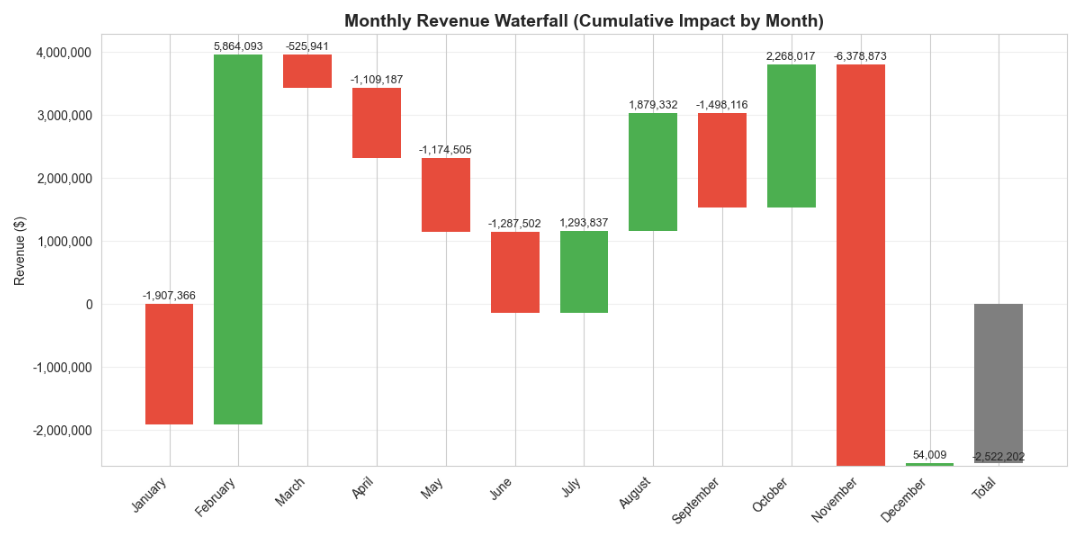 Monthly Revenue Waterfall (Cumulative Impact by Month)
Revenue ($)
4,000,000
3,000,000
2,000,000
1,000,000
0
-1,000,000
-2,000,000
-1,907,366
5,864,093
-525,941
-1,109,187
-1,174,505
-1,287,502
1,293,837
1,879,332
-1,498,116
2,268,017
-6,378,873
54,009
-2,522,202
January
February
March
April
May
June
July
August
September
October
November
December
Total